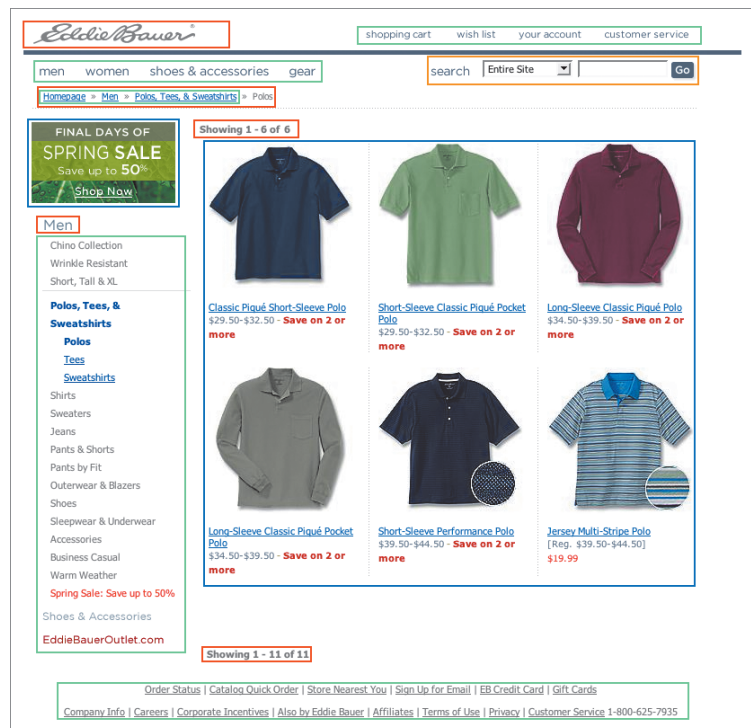 Eddie Bauer
shopping cart wish list your account customer service
men women shoes & accessories gear
search Entire Site Go
Homepage » Men » Polos, Tees, & Sweatshirts » Polos
FINAL DAYS OF
SPRING SALE
Save up to 50%
Shop Now
Men
Chino Collection
Wrinkle Resistant
Short, Tall & XL
Polos, Tees, &
Sweatshirts
Polos
Tees
Sweatshirts
Shirts
Sweaters
Jeans
Pants & Shorts
Pants by Fit
Outerwear & Blazers
Shoes
Sleepwear & Underwear
Accessories
Business Casual
Warm Weather
Spring Sale: Save up to 50%
Shoes & Accessories
EddieBauerOutlet.com
Showing 1 - 6 of 6
Classic Piqué Short-Sleeve Polo
$29.50-$32.50 - Save on 2 or
more
Short-Sleeve Classic Piqué Pocket
Polo
$29.50-$32.50 - Save on 2 or
more
Long-Sleeve Classic Piqué Polo
$34.50-$39.50 - Save on 2 or
more
Long-Sleeve Classic Piqué Pocket
Polo
$34.50-$39.50 - Save on 2 or
more
Short-Sleeve Performance Polo
$39.50-$44.50 - Save on 2 or
more
Jersey Multi-Stripe Polo
[Reg. $39.50-$44.50]
$19.99
Showing 1 - 11 of 11
Order Status | Catalog Quick Order | Store Nearest You | Sign Up for Email | EB Credit Card | Gift Cards
Company Info | Careers | Corporate Incentives | Also by Eddie Bauer | Affiliates | Terms of Use | Privacy | Customer Service 1-800-625-7935